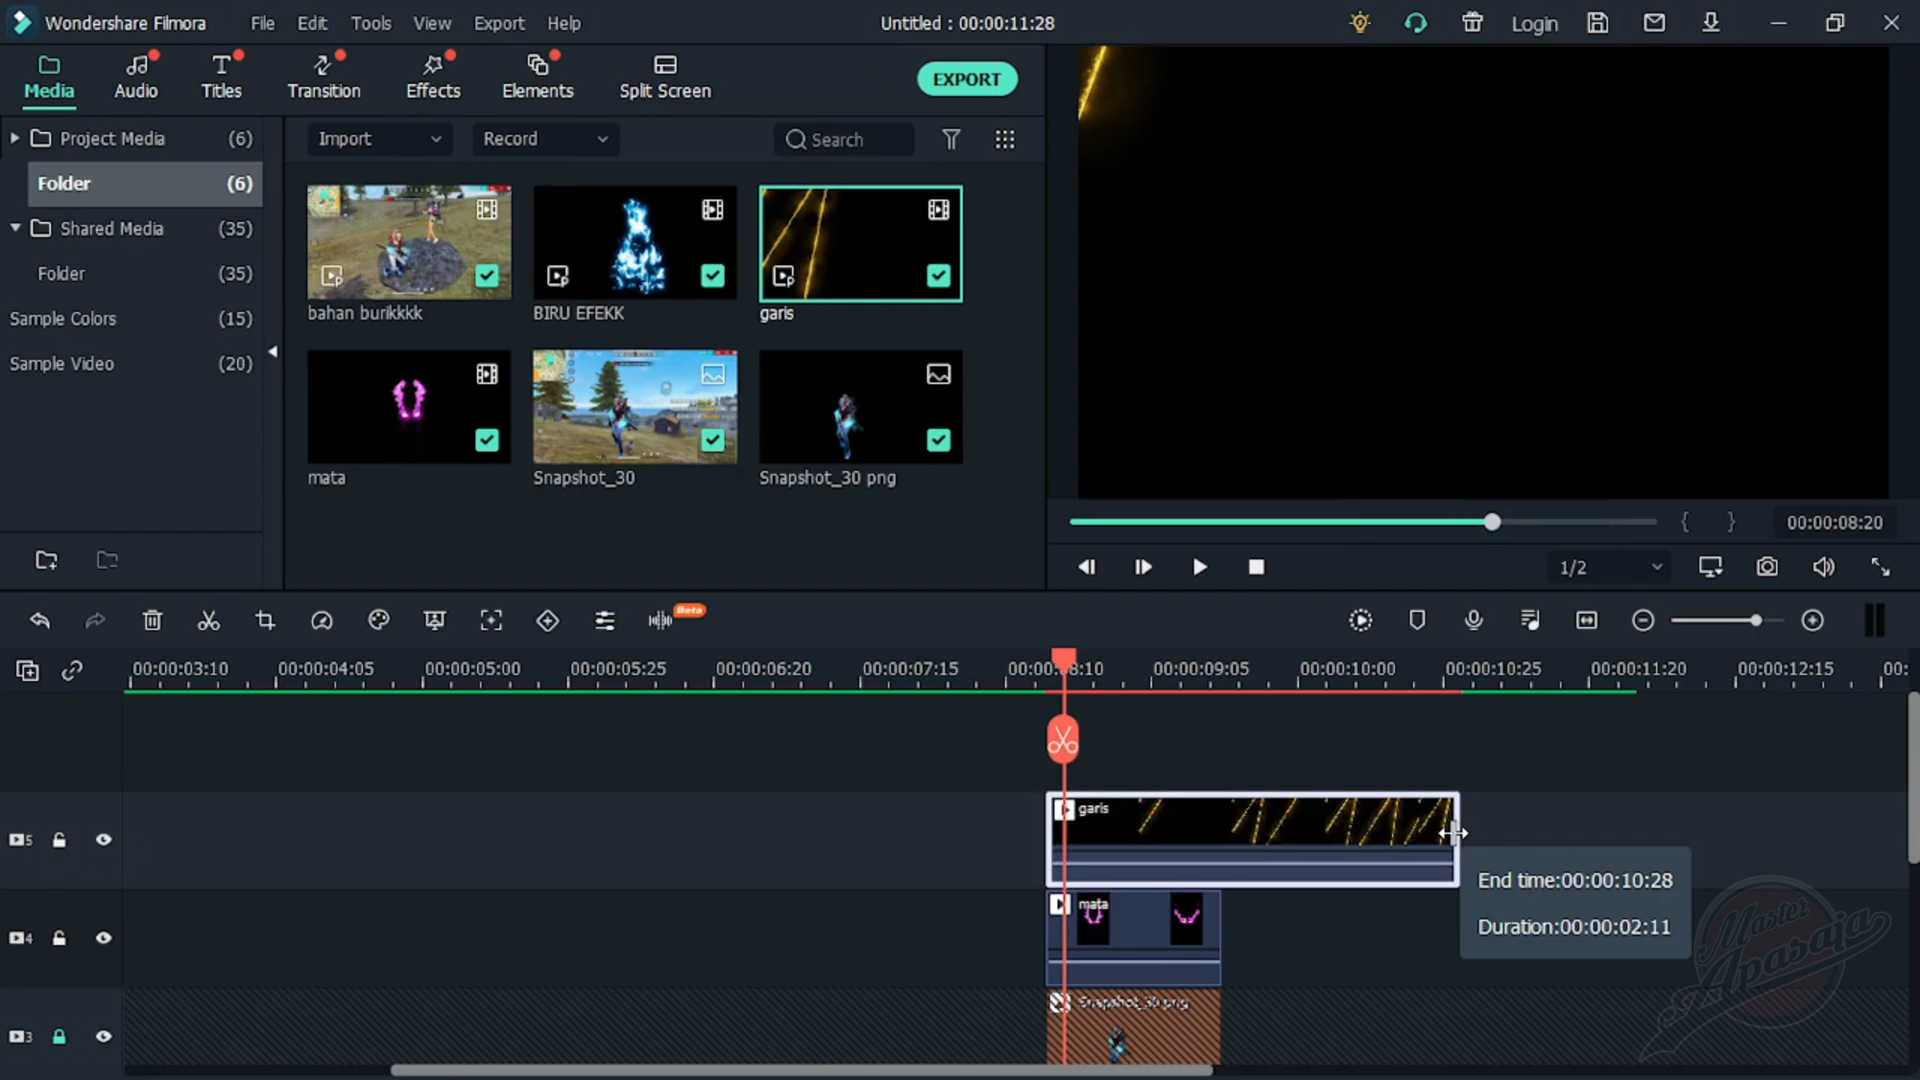 Wondershare Filmora
File
Edit
Tools
View
Export
Help
Untitled : 00:00:11:28
Login
Media
Audio
Titles
Transition
Effects
Elements
Split Screen
EXPORT
Project Media (6)
Folder (6)
Shared Media (35)
Folder (35)
Sample Colors (15)
Sample Video (20)
Import
Record
Search
bahan burikkkk
BIRU EFEKK
garis
mata
Snapshot_30
Snapshot_30 png
00:00:08:20
1/2
Beta
00:00:03:10
00:00:04:05
00:00:05:00
00:00:05:25
00:00:06:20
00:00:07:15
00:00:09:05
00:00:10:00
00:00:10:25
00:00:11:20
00:00:12:15
00:
5
garis
End time:00:00:10:28
Duration:00:00:02:11
4
mata
3
Snapshot_30 png
Master
Apasaja